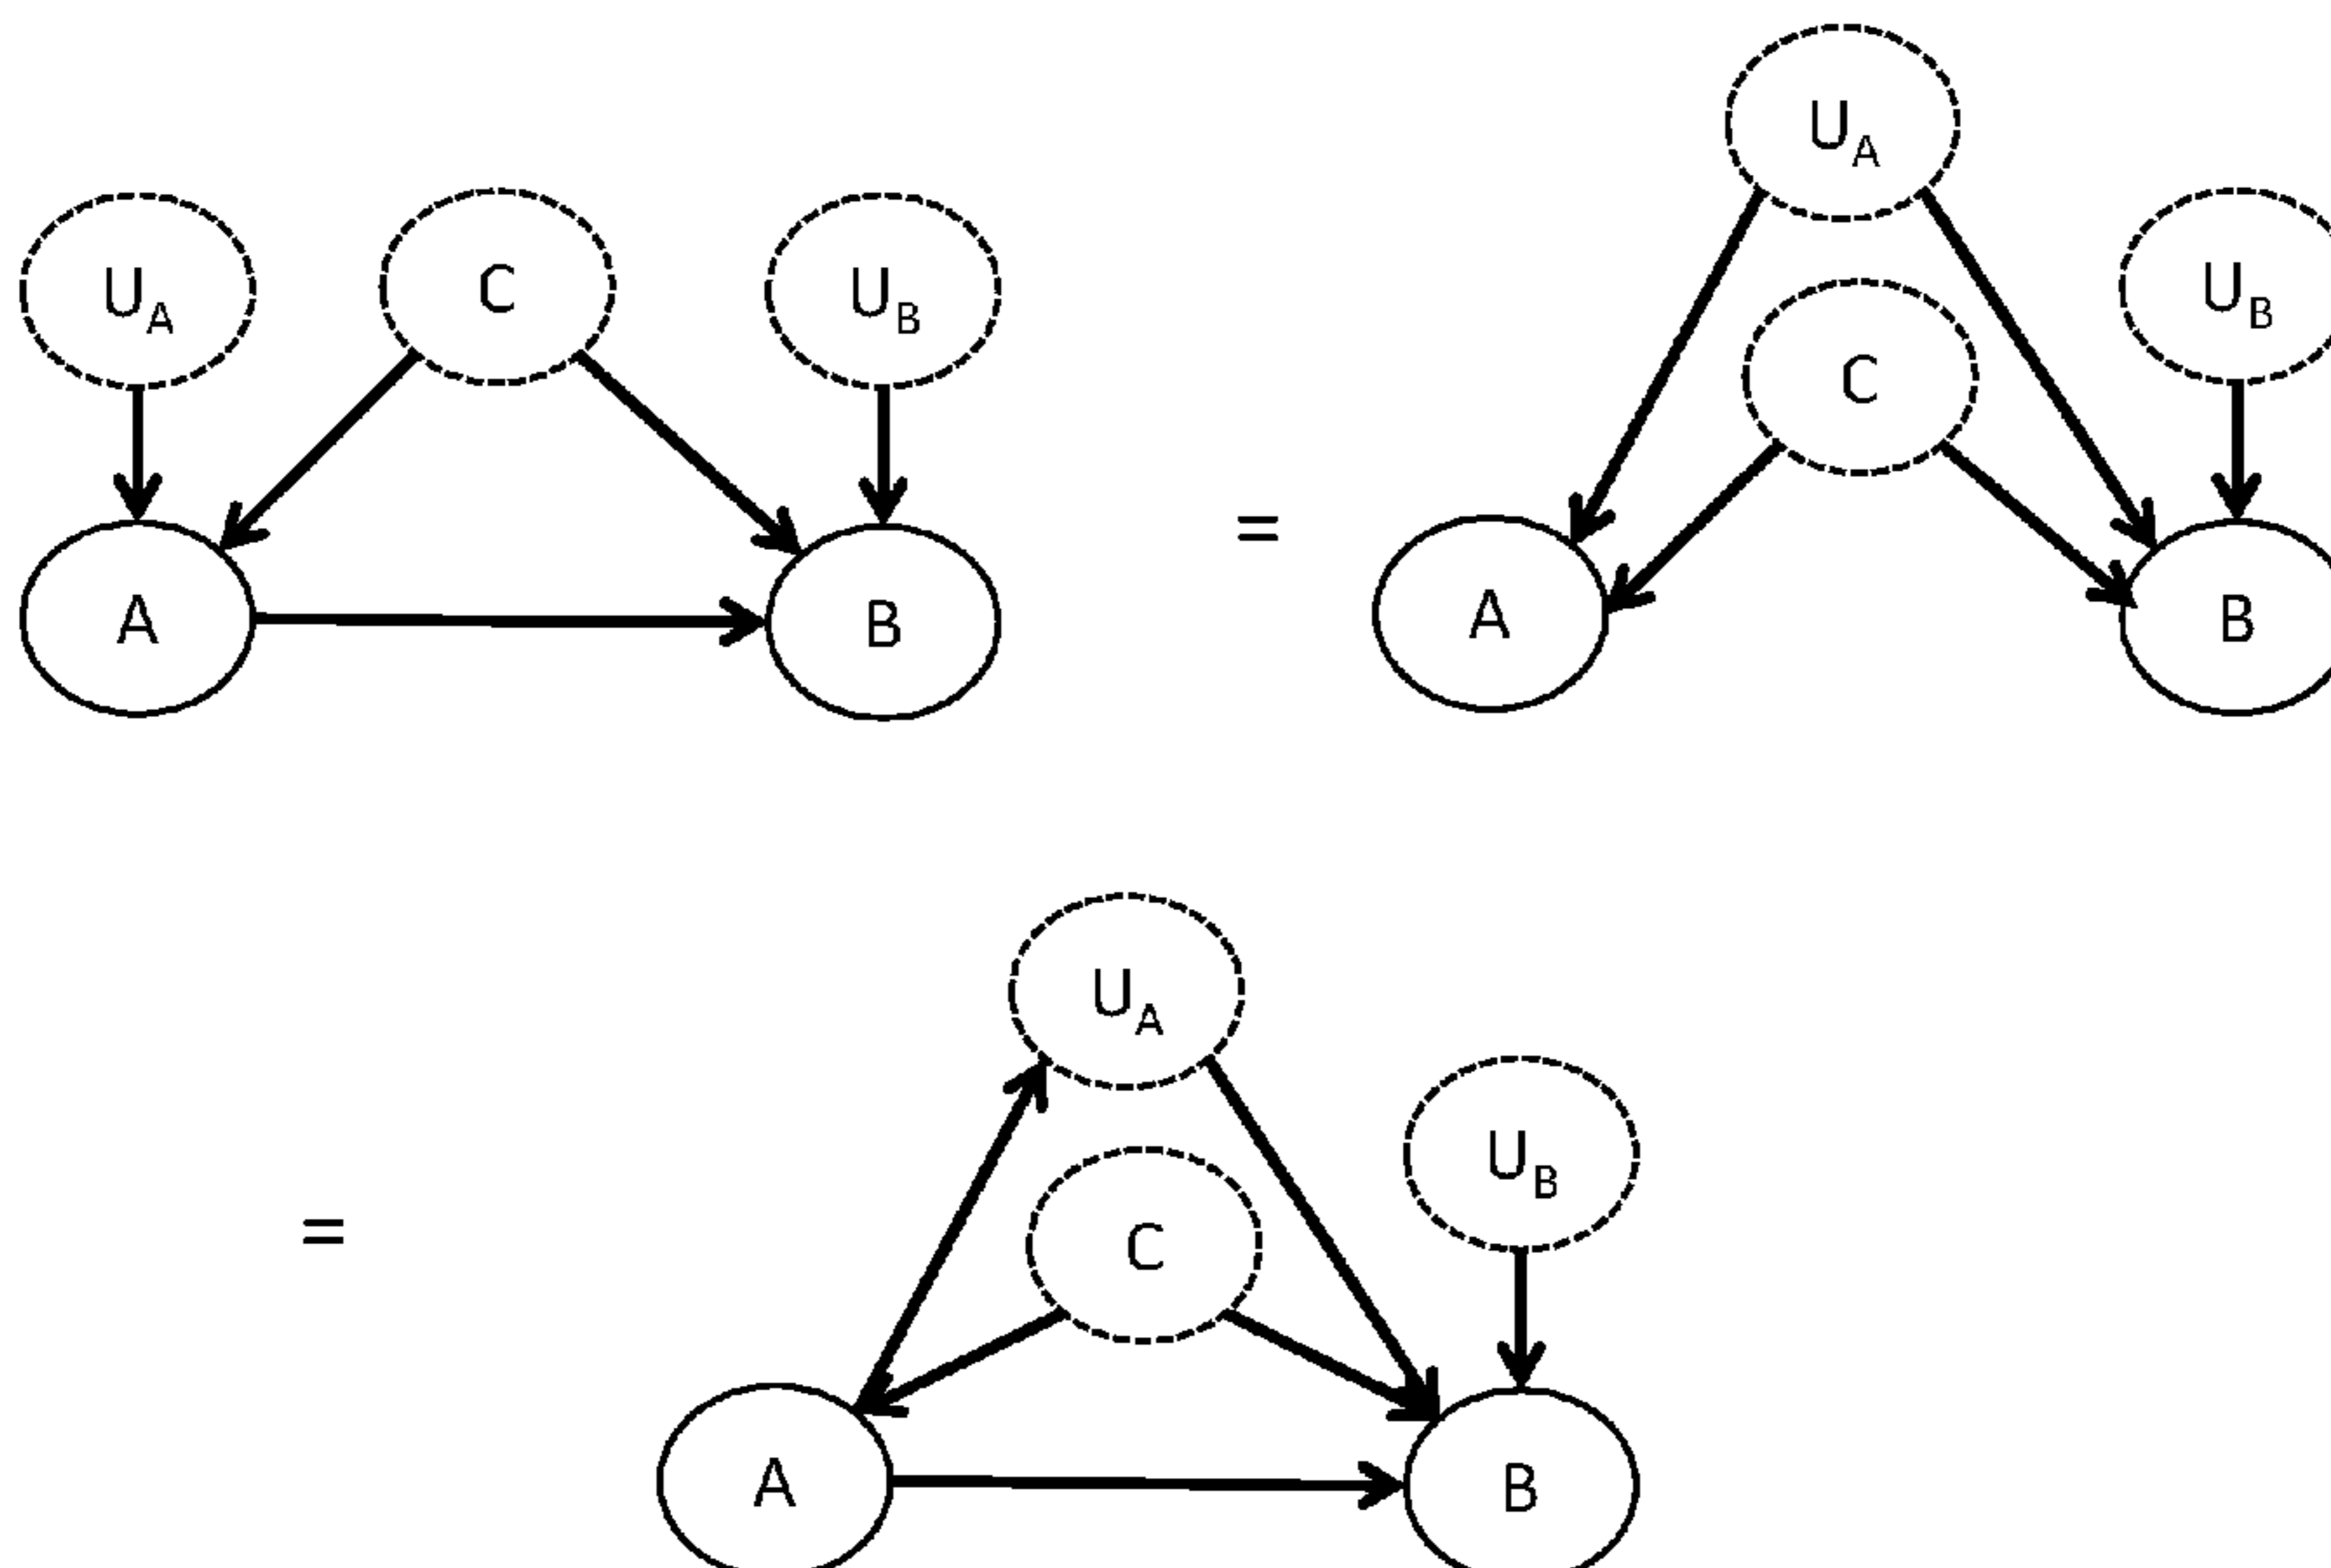 U_A
U_A C U_B U_B
C
=
A B A B
U_A
U_B
= C
A B